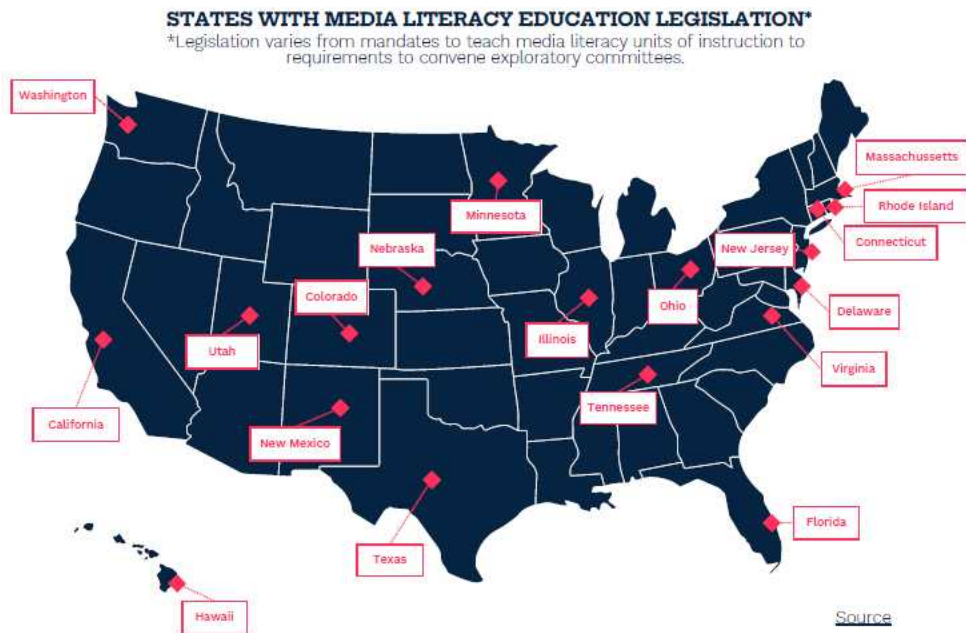 STATES WITH MEDIA LITERACY EDUCATION LEGISLATION*
*Legislation varies from mandates to teach media literacy units of instruction to
requirements to convene exploratory committees.
Washington
Massachussetts
Minnesota
Rhode Island
Nebraska
New Jersey
Connecticut
Colorado
Ohio
Delaware
Utah
Illinois
Virginia
California
Tennessee
New Mexico
Florida
Texas
Hawaii
Source